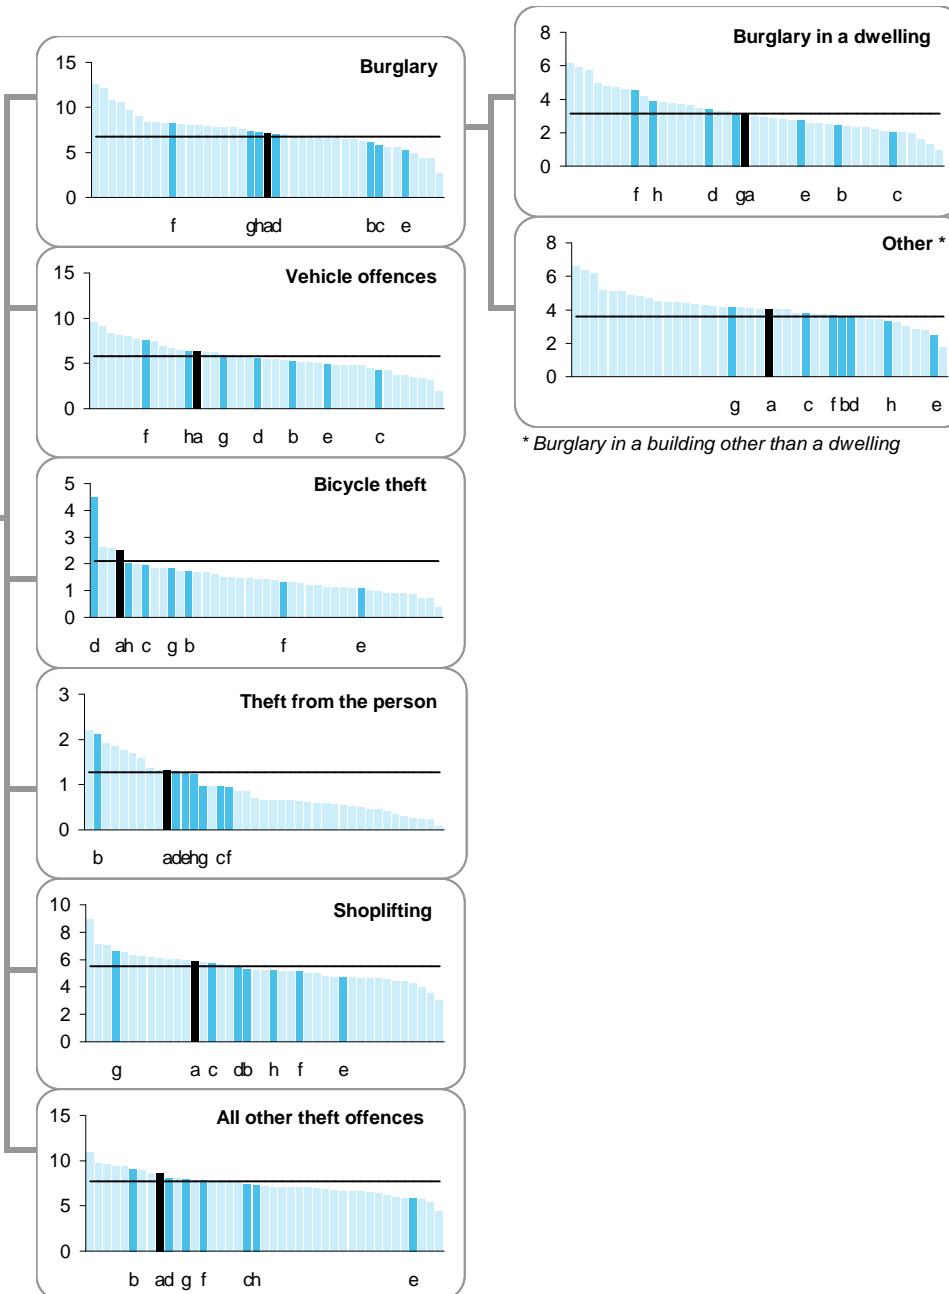 Burglary
15
10
5
0
f ghad bc e
Vehicle offences
15
10
5
0
f ha g d b e c
Bicycle theft
5
4
3
2
1
0
d ah c g b f e
Theft from the person
3
2
1
0
b adehg cf
Shoplifting
10
8
6
4
2
0
g a c db h f e
All other theft offences
15
10
5
0
b ad g f ch e
Burglary in a dwelling
8
6
4
2
0
f h d ga e b c
Other *
8
6
4
2
0
g a c f bd h e
* Burglary in a building other than a dwelling